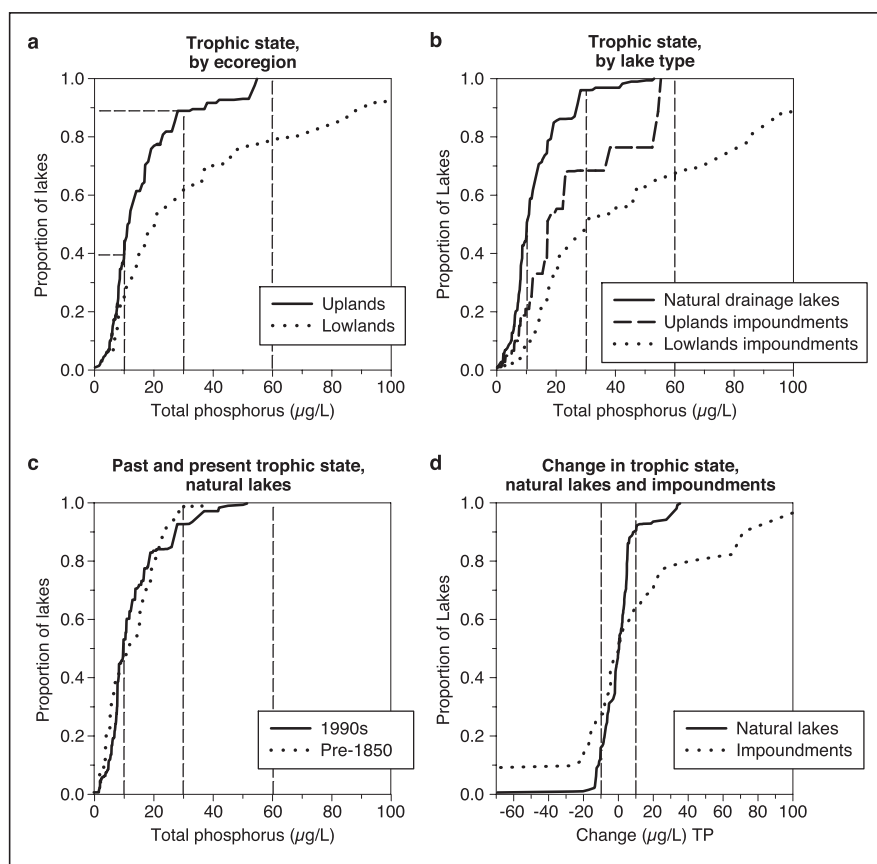 a
Trophic state,
by ecoregion
1.0
0.8
0.6
0.4
0.2
0.0
Proportion of lakes
Uplands
Lowlands
0 20 40 60 80 100
Total phosphorus (µg/L)
b
Trophic state,
by lake type
1.0
0.8
0.6
0.4
0.2
0.0
Proportion of Lakes
Natural drainage lakes
Uplands impoundments
Lowlands impoundments
0 20 40 60 80 100
Total phosphorus (µg/L)
c
Past and present trophic state,
natural lakes
1.0
0.8
0.6
0.4
0.2
0.0
Proportion of lakes
1990s
Pre-1850
0 20 40 60 80 100
Total phosphorus (µg/L)
d
Change in trophic state,
natural lakes and impoundments
1.0
0.8
0.6
0.4
0.2
0.0
Proportion of Lakes
Natural lakes
Impoundments
-60 -40 -20 0 20 40 60 80 100
Change (µg/L) TP